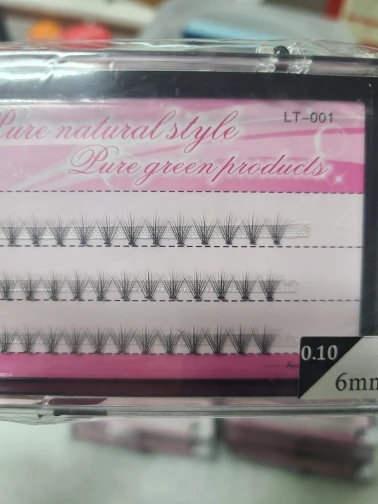 Pure natural style
LT-001
Pure green products
0.10
6mm